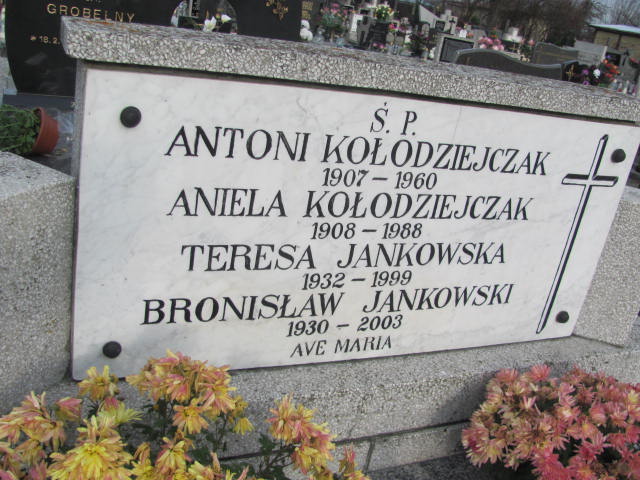 GROBELNY
Ś. P.
ANTONI KOŁODZIEJCZAK
1907 – 1960
ANIELA KOŁODZIEJCZAK
1908 – 1988
TERESA JANKOWSKA
1932 – 1999
BRONISŁAW JANKOWSKI
1930 – 2003
AVE MARIA